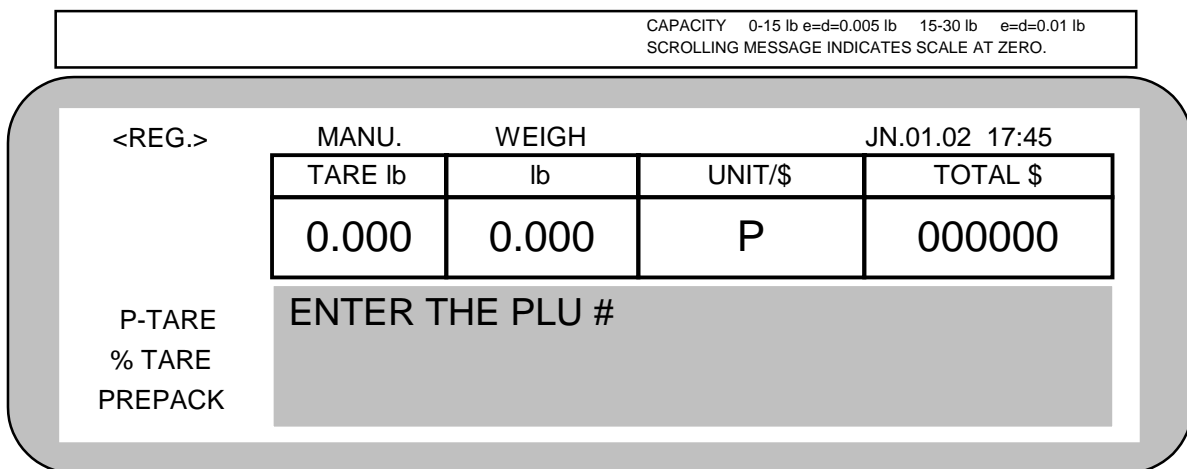 CAPACITY 0-15 lb e=d=0.005 lb 15-30 lb e=d=0.01 lb
SCROLLING MESSAGE INDICATES SCALE AT ZERO.
<REG.> MANU. WEIGH JN.01.02 17:45
TARE lb lb UNIT/$ TOTAL $
0.000 0.000 P 000000
ENTER THE PLU #
P-TARE
% TARE
PREPACK